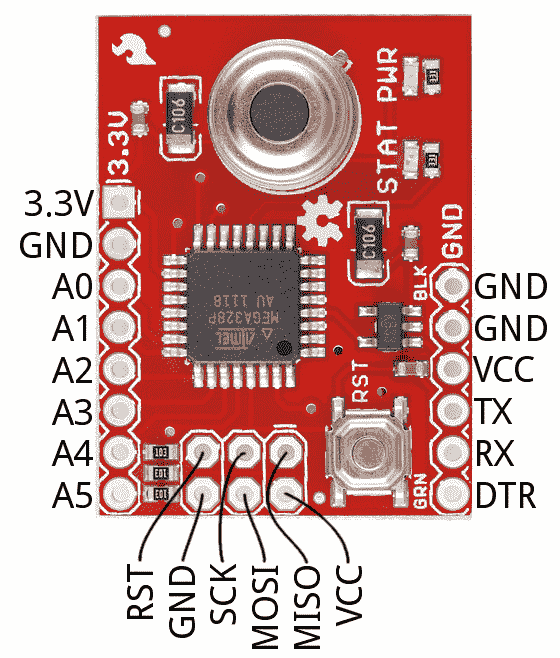 3.3V
GND
A0
A1
A2
A3
A4
A5
3.3V
C106
STAT PWR
331
331
C106
GND
BLK
MEGA328P
AU 1118
ATMEL
RST
GRN
103
103
103
GND
GND
VCC
TX
RX
DTR
RST
GND
SCK
MOSI
MISO
VCC